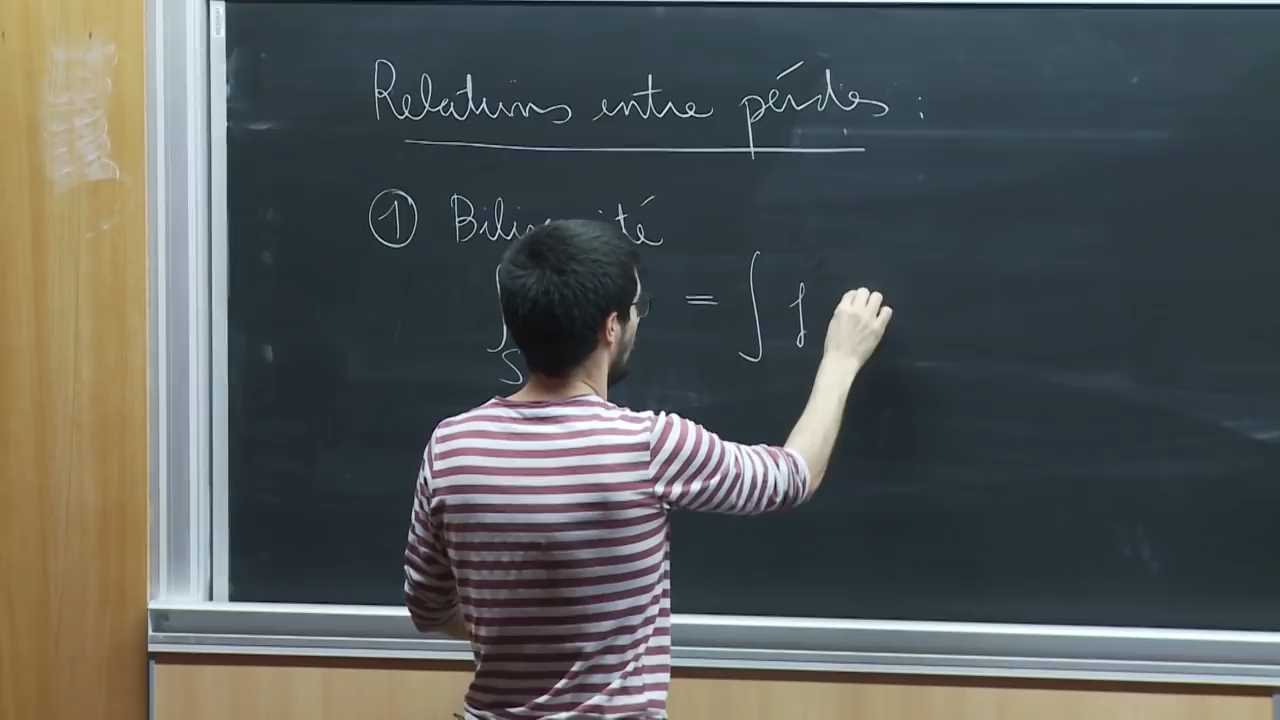 Relations entre périodes :
① Bilinéarité
∫ S = ∫ f